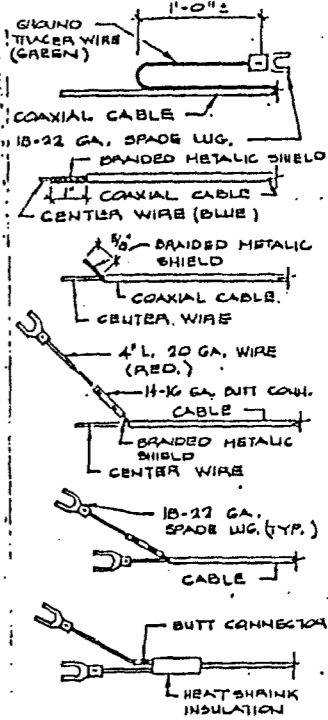 1'-0"±
GROUND
TRACER WIRE
(GREEN)
COAXIAL CABLE
18-22 GA. SPADE LUG.
BRAIDED METALIC SHIELD
1"
COAXIAL CABLE
CENTER WIRE (BLUE)
5/8"
BRAIDED METALIC
SHIELD
COAXIAL CABLE.
CENTER. WIRE
4" L, 20 GA. WIRE
(RED.)
14-16 GA. BUTT CONN.
CABLE
BRAIDED METALIC
SHIELD
CENTER WIRE
18-22 GA.
SPADE LUG. (TYP.)
CABLE
BUTT CONNECTOR
HEAT SHRINK
INSULATION